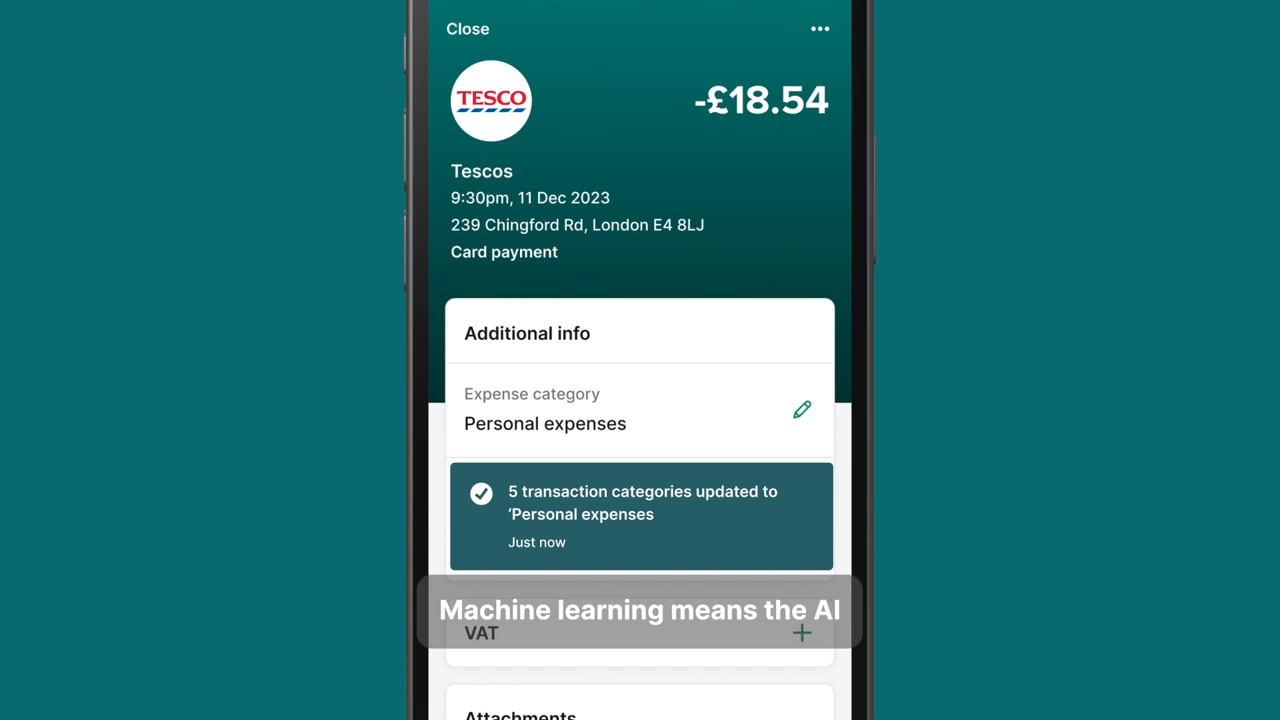 Close
TESCO
-£18.54
Tescos
9:30pm, 11 Dec 2023
239 Chingford Rd, London E4 8LJ
Card payment
Additional info
Expense category
Personal expenses
5 transaction categories updated to
‘Personal expenses
Just now
Machine learning means the AI
VAT
Attachments